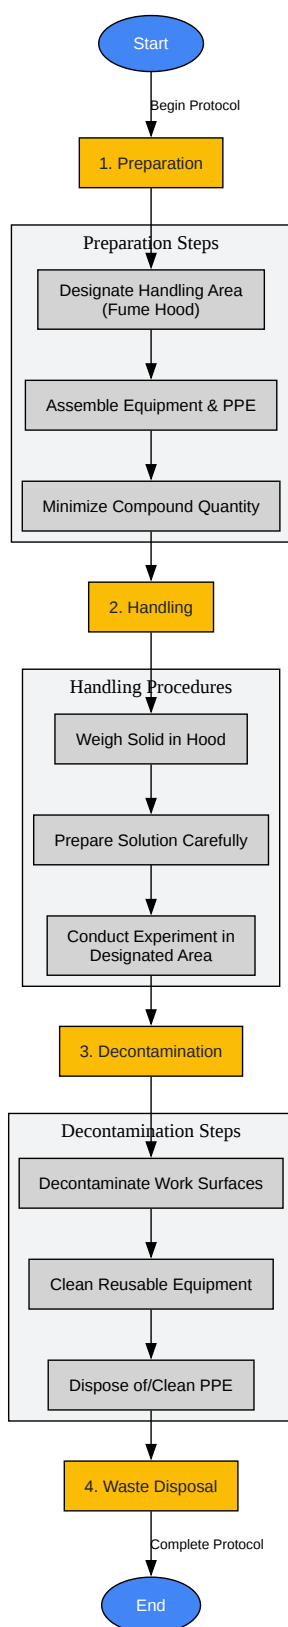 Start
Begin Protocol
1. Preparation
Preparation Steps
Designate Handling Area
(Fume Hood)
Assemble Equipment & PPE
Minimize Compound Quantity
2. Handling
Handling Procedures
Weigh Solid in Hood
Prepare Solution Carefully
Conduct Experiment in
Designated Area
3. Decontamination
Decontamination Steps
Decontaminate Work Surfaces
Clean Reusable Equipment
Dispose of/Clean PPE
4. Waste Disposal
Complete Protocol
End